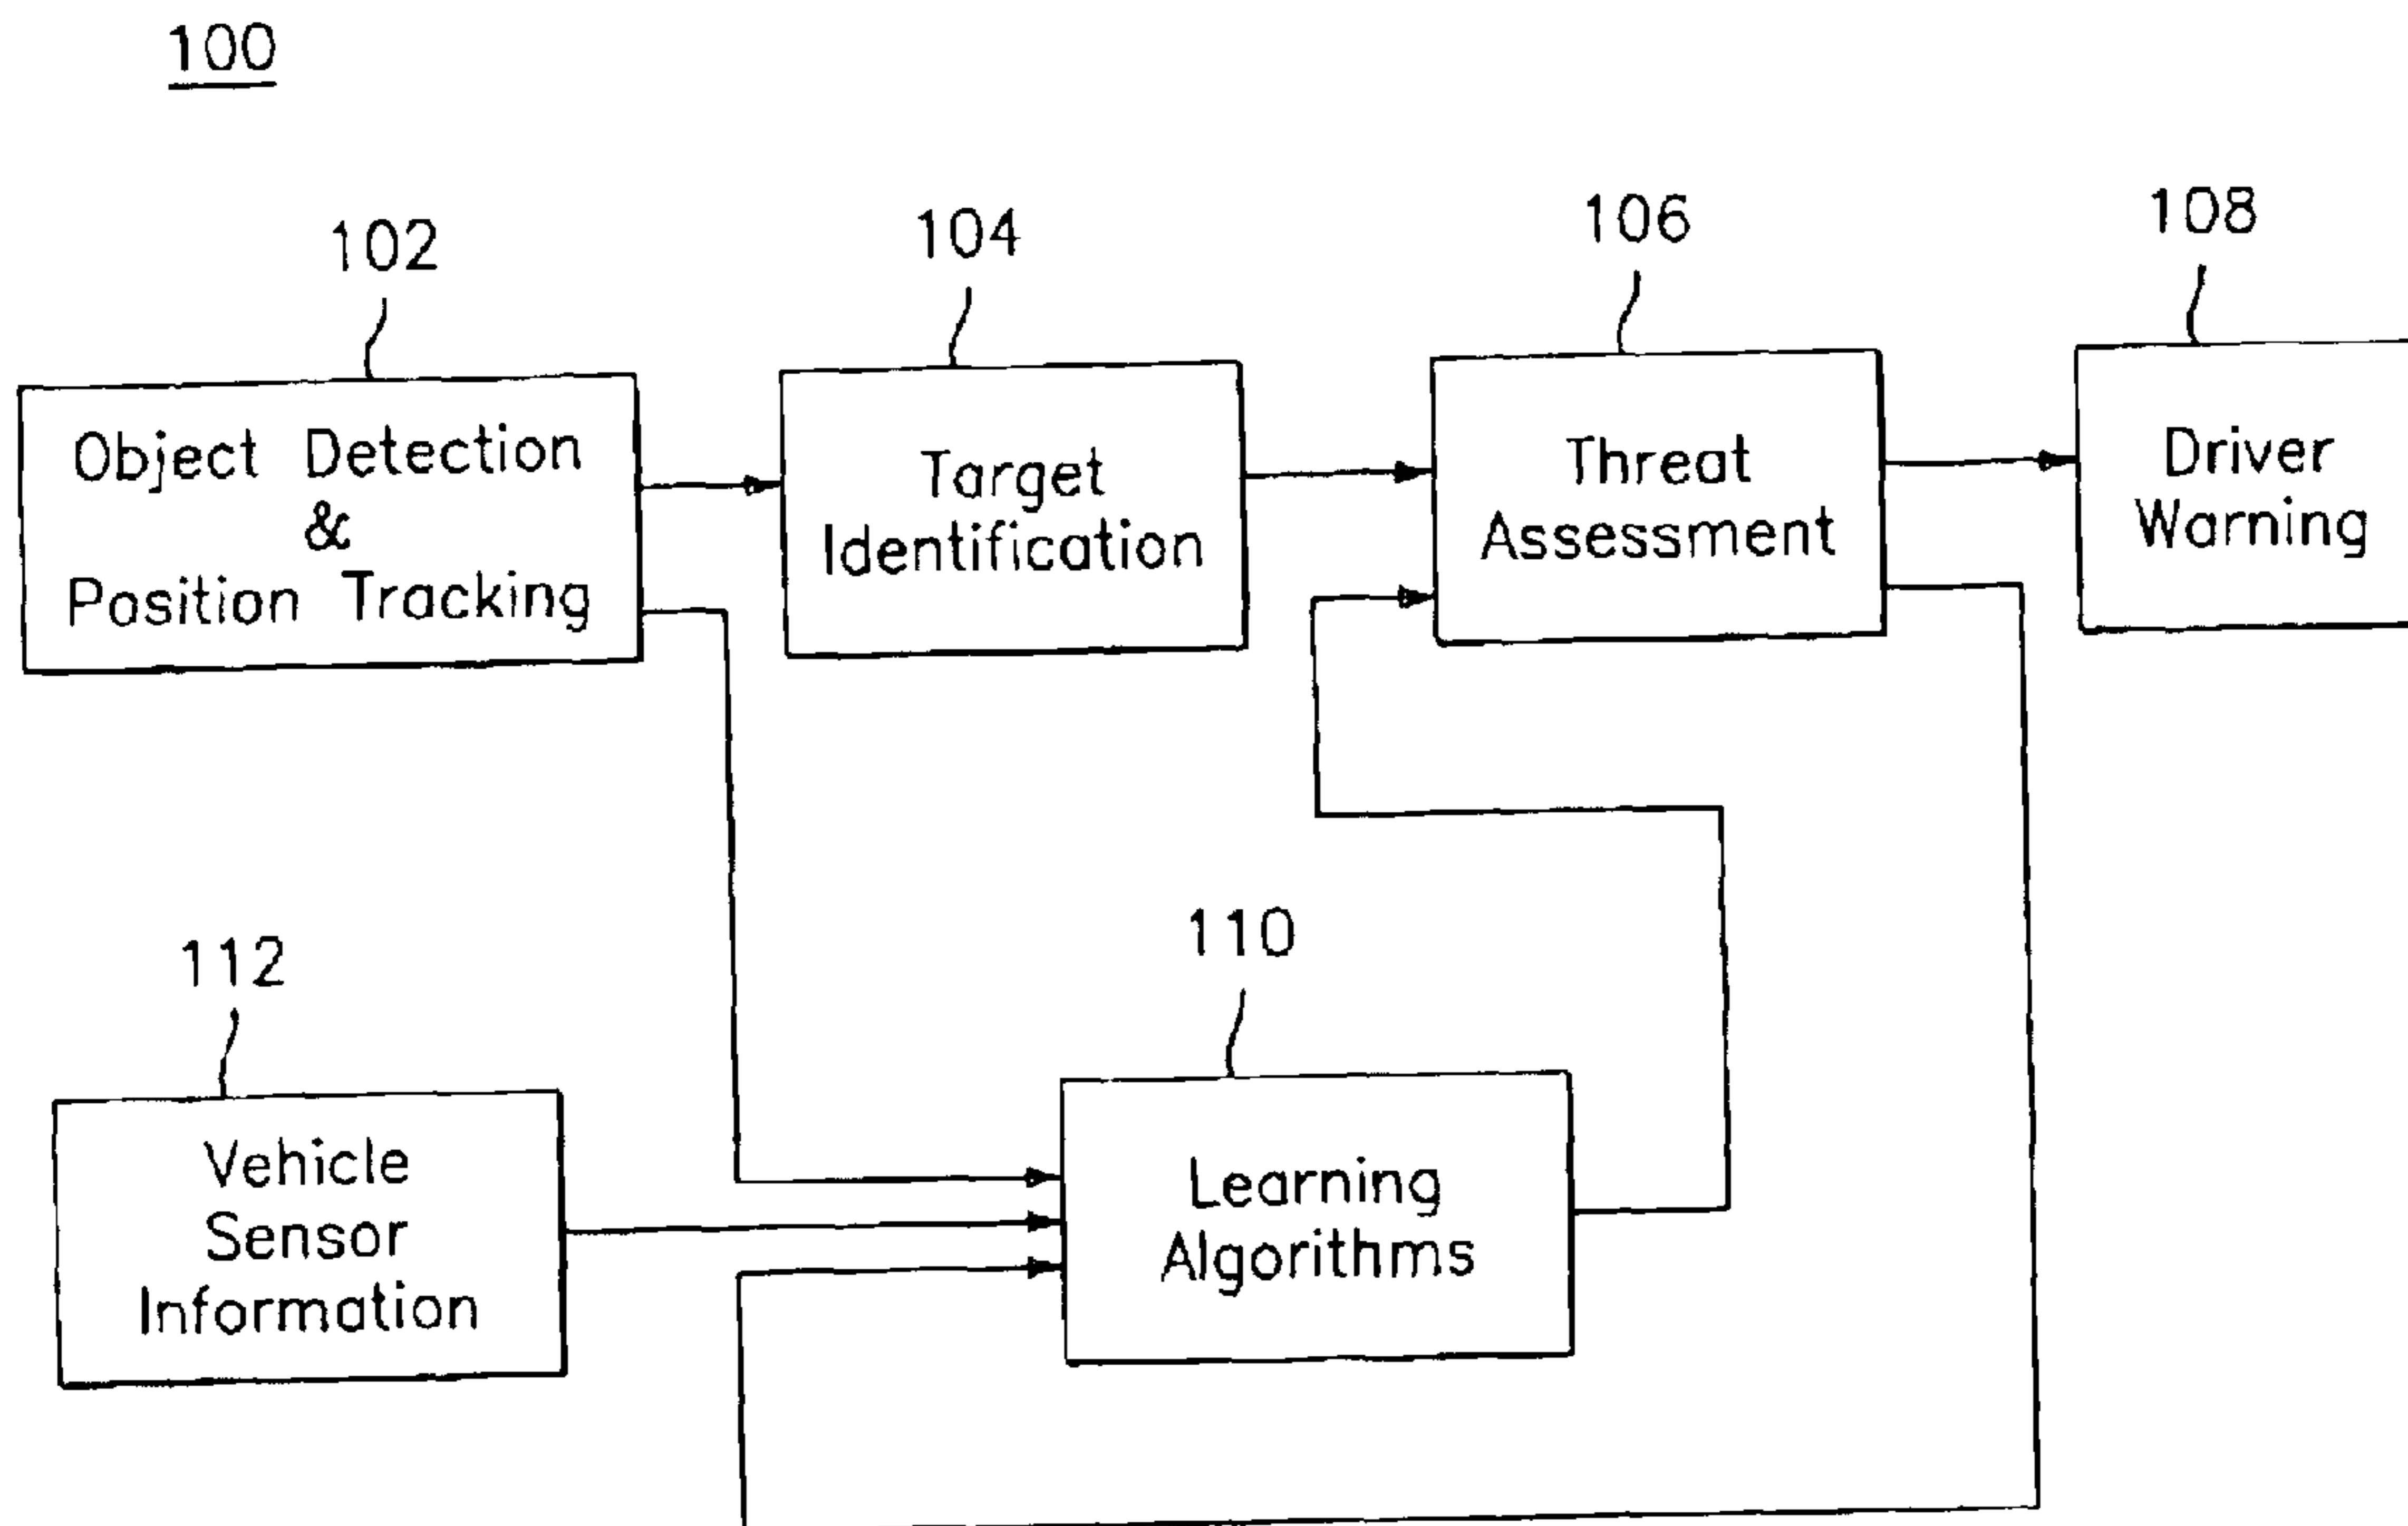 100
102
104
106
108
Object Detection
&
Position Tracking
Target
Identification
Threat
Assessment
Driver
Warning
112
110
Vehicle
Sensor
Information
Learning
Algorithms